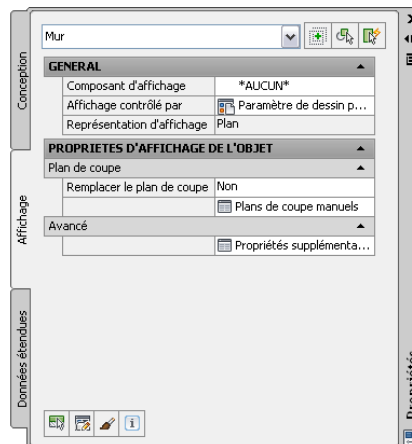 Mur
GENERAL
Composant d'affichage *AUCUN*
Affichage contrôlé par Paramètre de dessin p...
Représentation d'affichage Plan
PROPRIETES D'AFFICHAGE DE L'OBJET
Plan de coupe
Remplacer le plan de coupe Non
Plans de coupe manuels
Avancé
Propriétés supplémenta...
Conception
Affichage
Données étendues
Propriétés